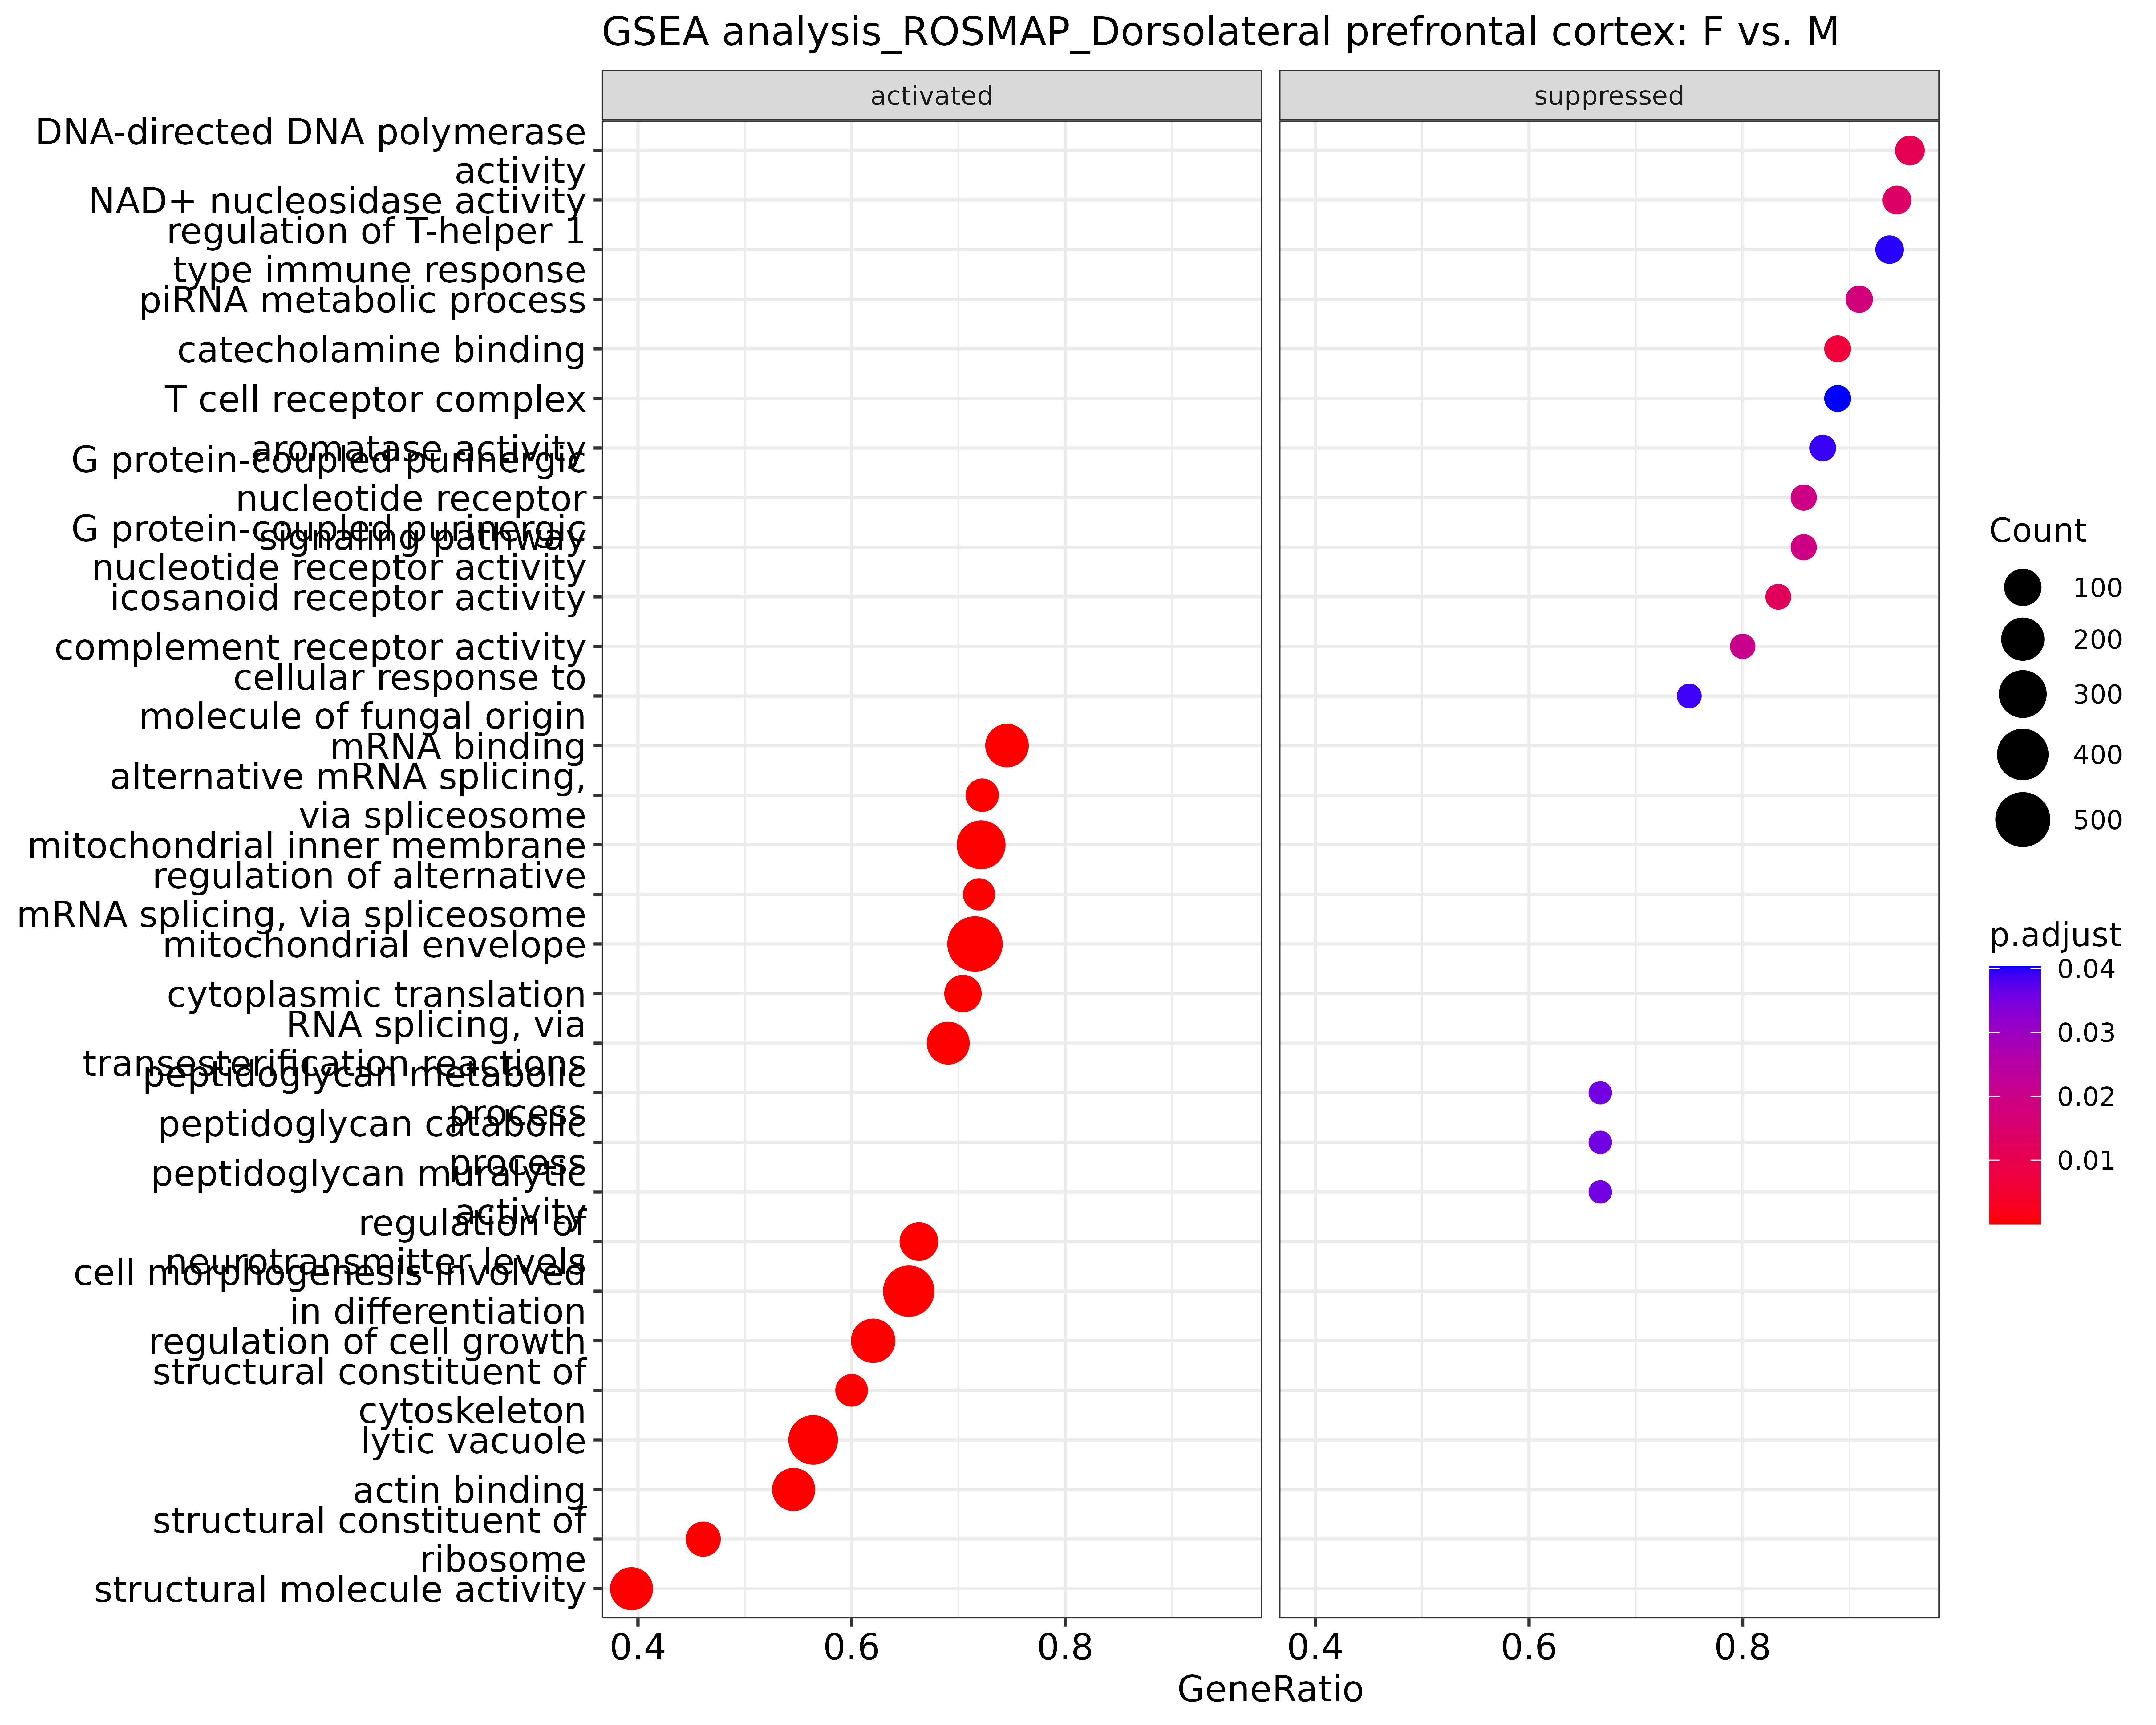 GSEA analysis_ROSMAP_Dorsolateral prefrontal cortex: F vs. M
activated
suppressed
DNA-directed DNA polymerase
activity
NAD+ nucleosidase activity
regulation of T-helper 1
type immune response
piRNA metabolic process
catecholamine binding
T cell receptor complex
aromatase activity
G protein-coupled purinergic
nucleotide receptor
signaling pathway
G protein-coupled purinergic
nucleotide receptor activity
icosanoid receptor activity
complement receptor activity
cellular response to
molecule of fungal origin
mRNA binding
alternative mRNA splicing,
via spliceosome
mitochondrial inner membrane
regulation of alternative
mRNA splicing, via spliceosome
mitochondrial envelope
cytoplasmic translation
RNA splicing, via
transesterification reactions
peptidoglycan metabolic
process
peptidoglycan catabolic
process
peptidoglycan muralytic
activity
regulation of
neurotransmitter levels
cell morphogenesis involved
in differentiation
regulation of cell growth
structural constituent of
cytoskeleton
lytic vacuole
actin binding
structural constituent of
ribosome
structural molecule activity
0.4 0.6 0.8
0.4 0.6 0.8
GeneRatio
Count
100
200
300
400
500
p.adjust
0.04
0.03
0.02
0.01